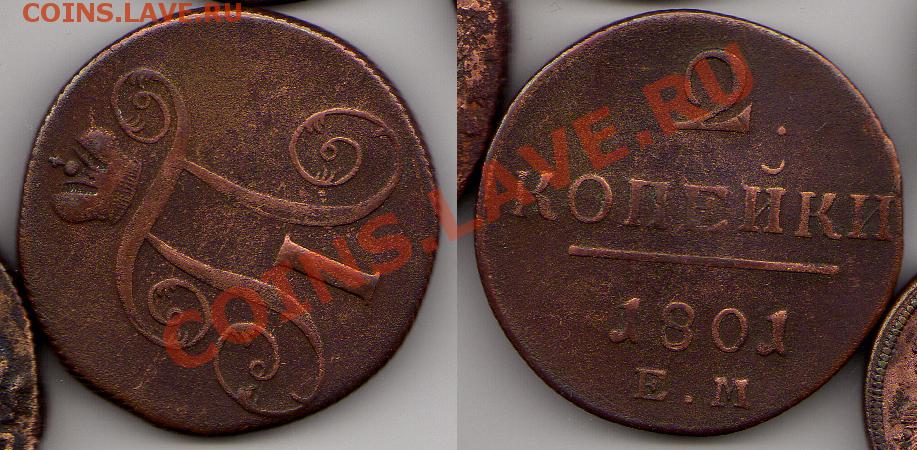 COINS.LAVE.RU
COINS.LAVE.RU
I
2.
КОПЕЙКИ
1801
Е.М